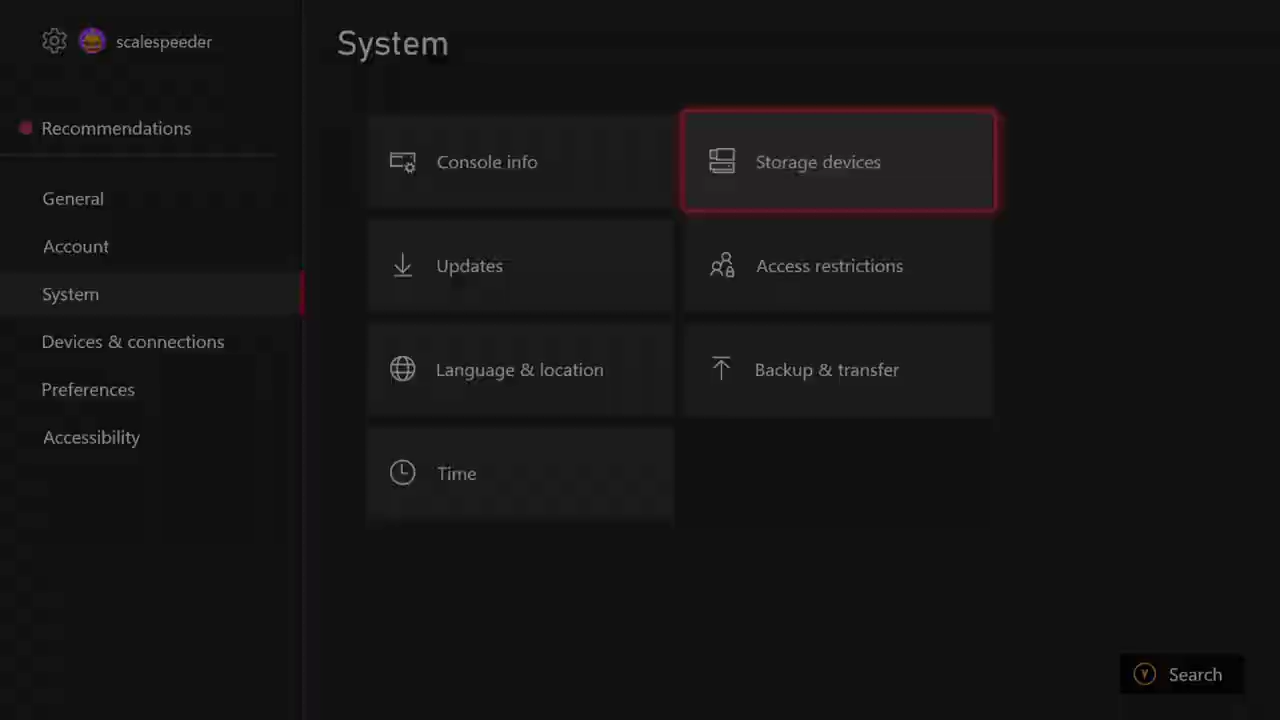 scalespeeder
Recommendations
General
Account
System
Devices & connections
Preferences
Accessibility
System
Console info
Storage devices
Updates
Access restrictions
Language & location
Backup & transfer
Time
Y Search